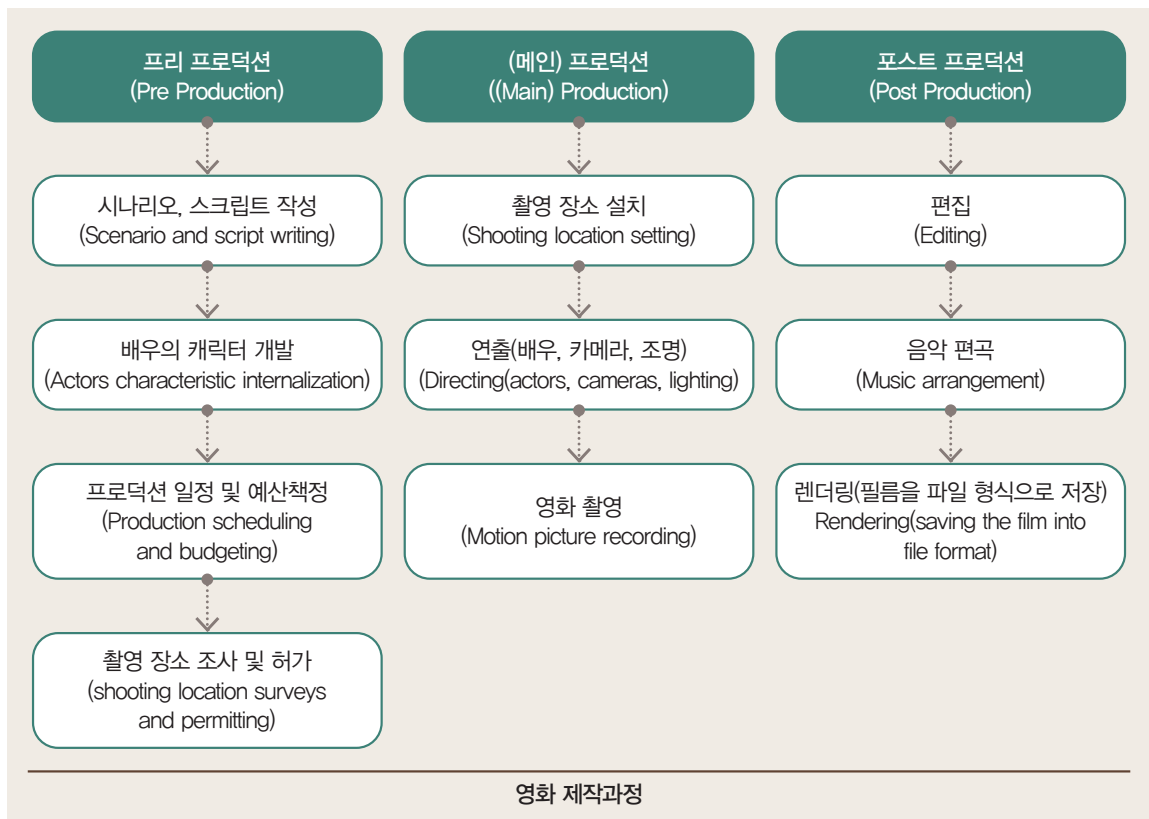 프리 프로덕션
(Pre Production)
시나리오, 스크립트 작성
(Scenario and script writing)
배우의 캐릭터 개발
(Actors characteristic internalization)
프로덕션 일정 및 예산책정
(Production scheduling
and budgeting)
촬영 장소 조사 및 허가
(shooting location surveys
and permitting)
(메인) 프로덕션
((Main) Production)
촬영 장소 설치
(Shooting location setting)
연출(배우, 카메라, 조명)
(Directing(actors, cameras, lighting)
영화 촬영
(Motion picture recording)
포스트 프로덕션
(Post Production)
편집
(Editing)
음악 편곡
(Music arrangement)
렌더링(필름을 파일 형식으로 저장)
Rendering(saving the film into
file format)
영화 제작과정